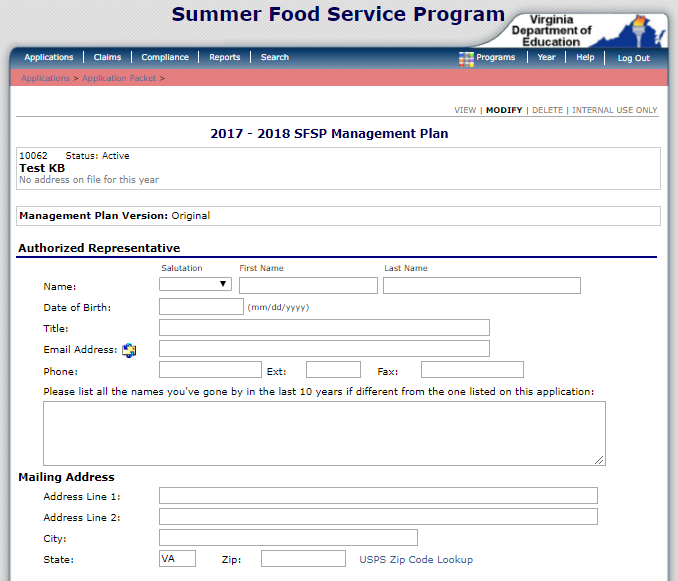 Summer Food Service Program
Virginia
Department of
Education
Applications | Claims | Compliance | Reports | Search Programs | Year | Help | Log Out
Applications > Application Packet >
VIEW | MODIFY | DELETE | INTERNAL USE ONLY
2017 - 2018 SFSP Management Plan
10062 Status: Active
Test KB
No address on file for this year
Management Plan Version: Original
Authorized Representative
Salutation First Name Last Name
Name:
Date of Birth: (mm/dd/yyyy)
Title:
Email Address:
Phone: Ext: Fax:
Please list all the names you've gone by in the last 10 years if different from the one listed on this application:
Mailing Address
Address Line 1:
Address Line 2:
City:
State: VA Zip: USPS Zip Code Lookup